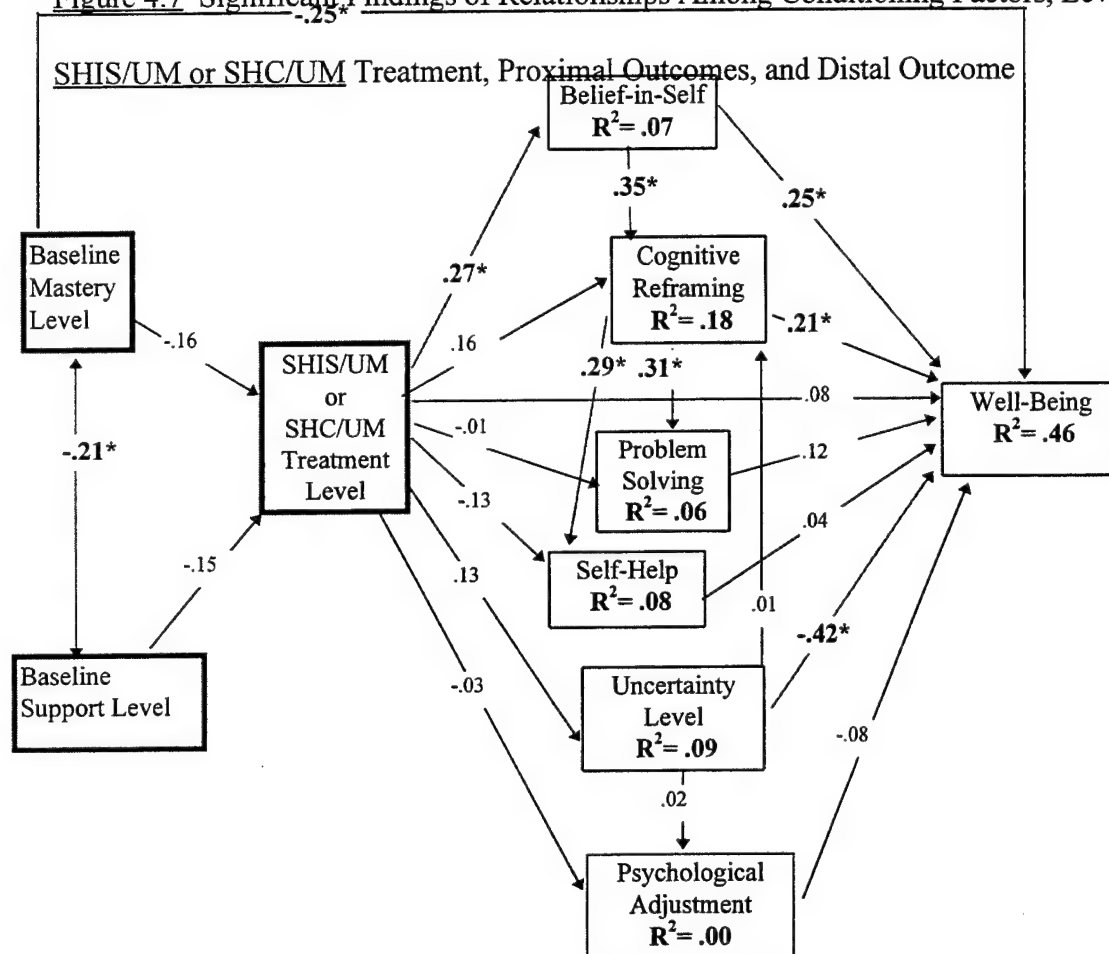 Figure 4.7 Significant Findings of Relationships Among Conditioning Factors, Lev
-.25*
SHIS/UM or SHC/UM Treatment, Proximal Outcomes, and Distal Outcome
Belief-in-Self
R²= .07
.35*
.25*
Baseline
Mastery
Level
Cognitive
Reframing
R²= .18
.27*
.21*
-.16
.16
SHIS/UM
or
SHC/UM
Treatment
Level
.29*
.31*
.08
Well-Being
R²= .46
-.01
-.21*
Problem
Solving
R²= .06
.12
-.13
.04
Self-Help
R²= .08
-.15
.13
.01
-.42*
Baseline
Support Level
-.03
Uncertainty
Level
R²= .09
-.08
.02
Psychological
Adjustment
R²= .00